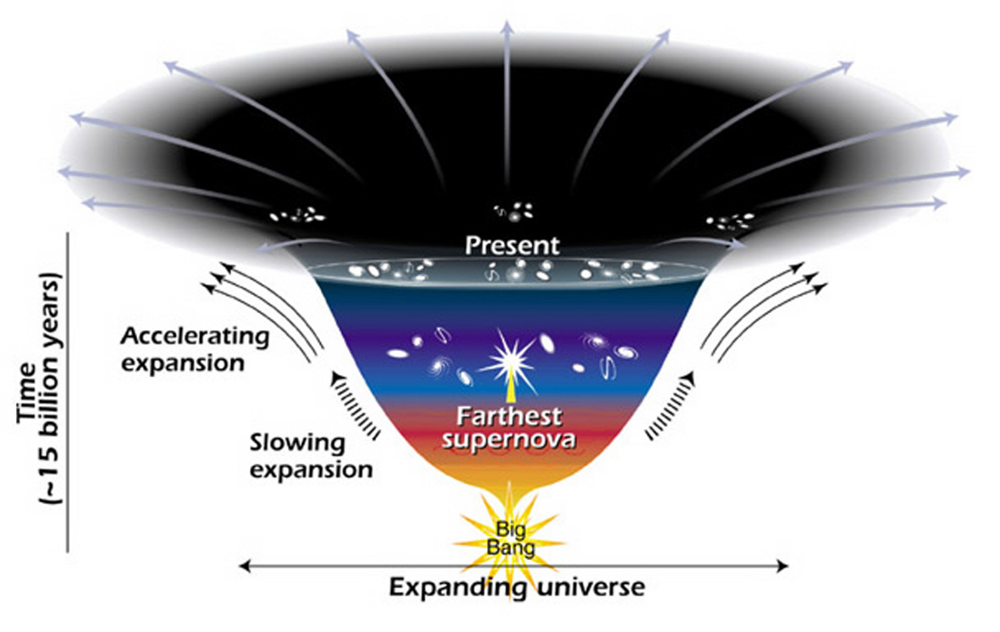 Present
Accelerating
expansion
Time
(~15 billion years)
Farthest
supernova
Slowing
expansion
Big
Bang
Expanding universe